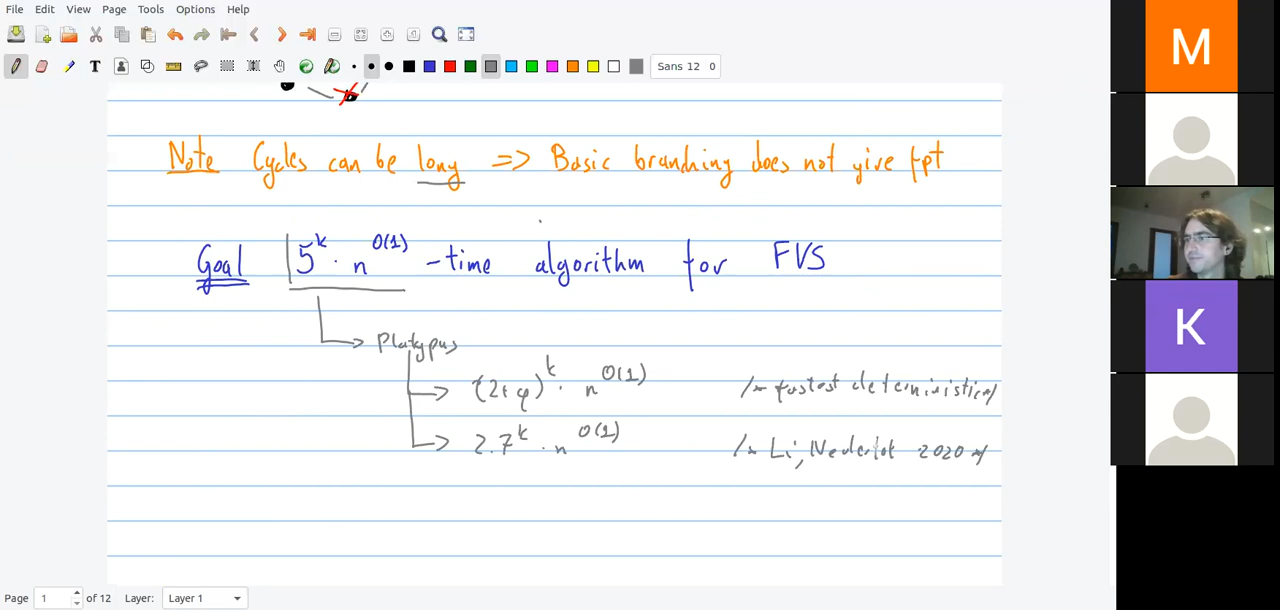 File Edit View Page Tools Options Help
Sans 12 0
Note Cycles can be long => Basic branching does not give fpt
Goal 5^k · n^O(1) -time algorithm for FVS
Platypus
(2+φ)^k · n^O(1) /* fastest deterministic */
2.7^k · n^O(1) /* Li, Nederlof 2020 */
Page 1 of 12 Layer: Layer 1
M
K